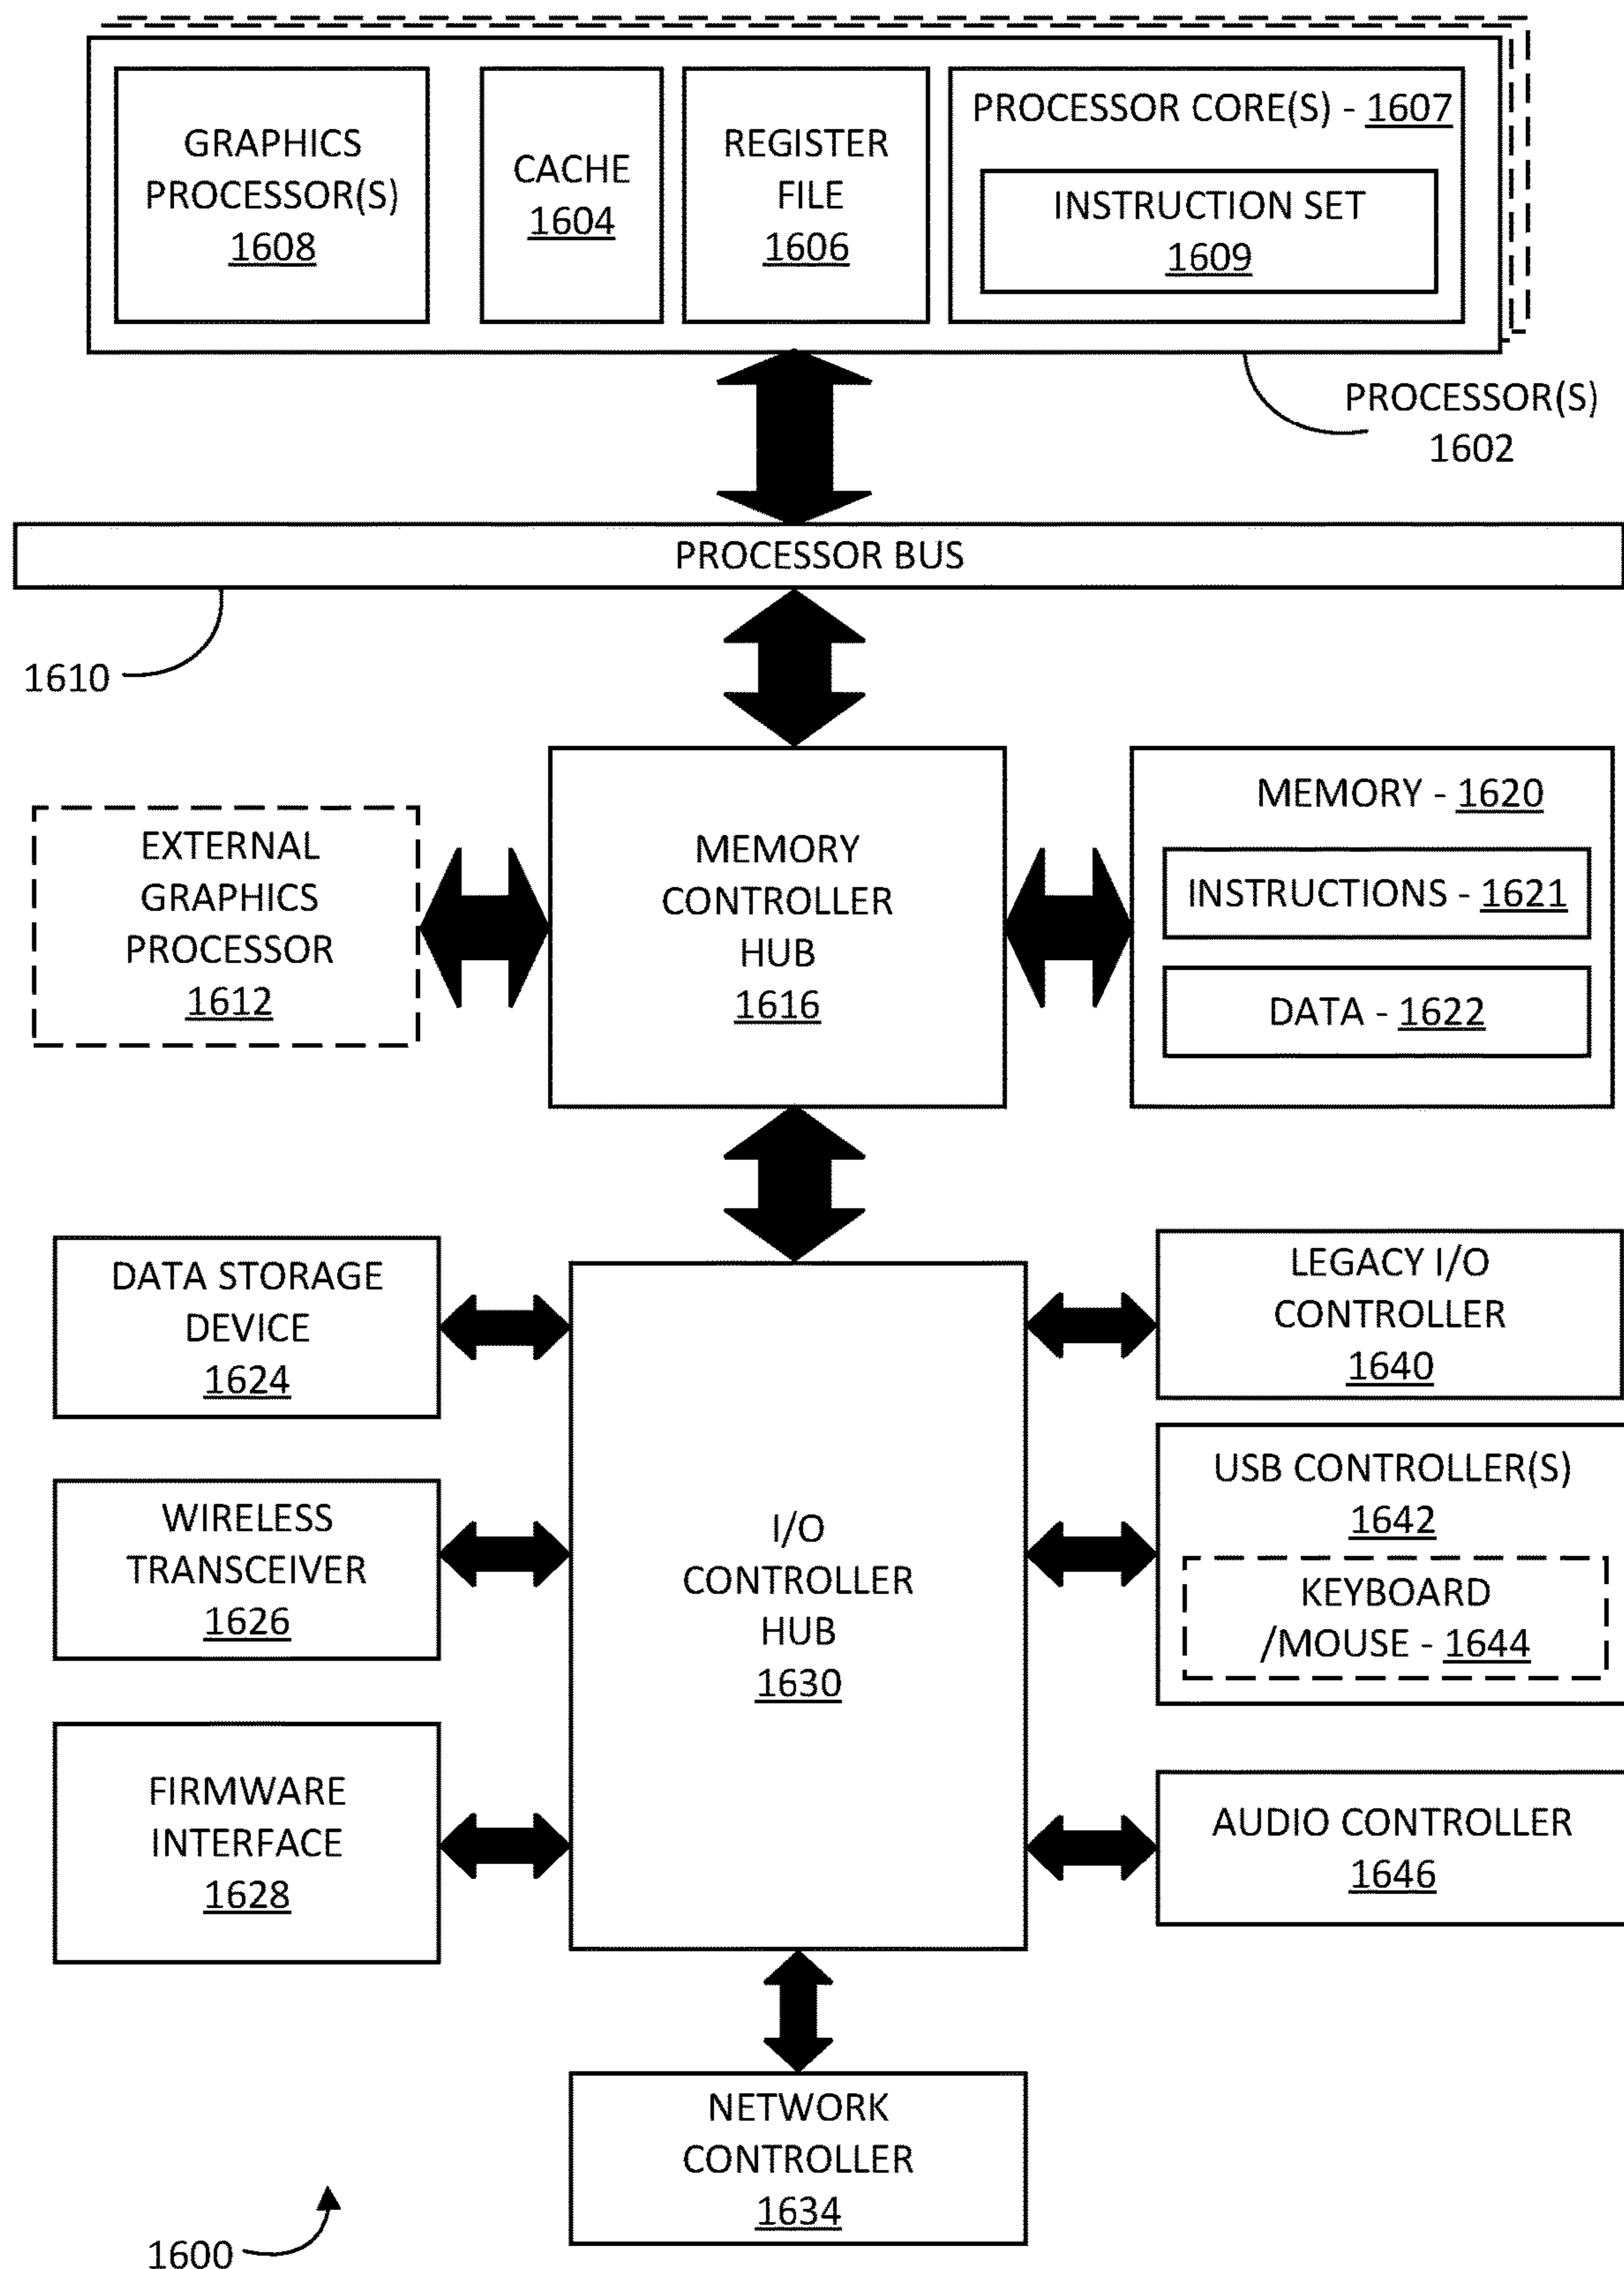 GRAPHICS
PROCESSOR(S)
1608
CACHE
1604
REGISTER
FILE
1606
PROCESSOR CORE(S) - 1607
INSTRUCTION SET
1609
PROCESSOR(S)
1602
PROCESSOR BUS
1610
EXTERNAL
GRAPHICS
PROCESSOR
1612
MEMORY
CONTROLLER
HUB
1616
MEMORY - 1620
INSTRUCTIONS - 1621
DATA - 1622
DATA STORAGE
DEVICE
1624
WIRELESS
TRANSCEIVER
1626
FIRMWARE
INTERFACE
1628
I/O
CONTROLLER
HUB
1630
LEGACY I/O
CONTROLLER
1640
USB CONTROLLER(S)
1642
KEYBOARD
/MOUSE - 1644
AUDIO CONTROLLER
1646
NETWORK
CONTROLLER
1634
1600